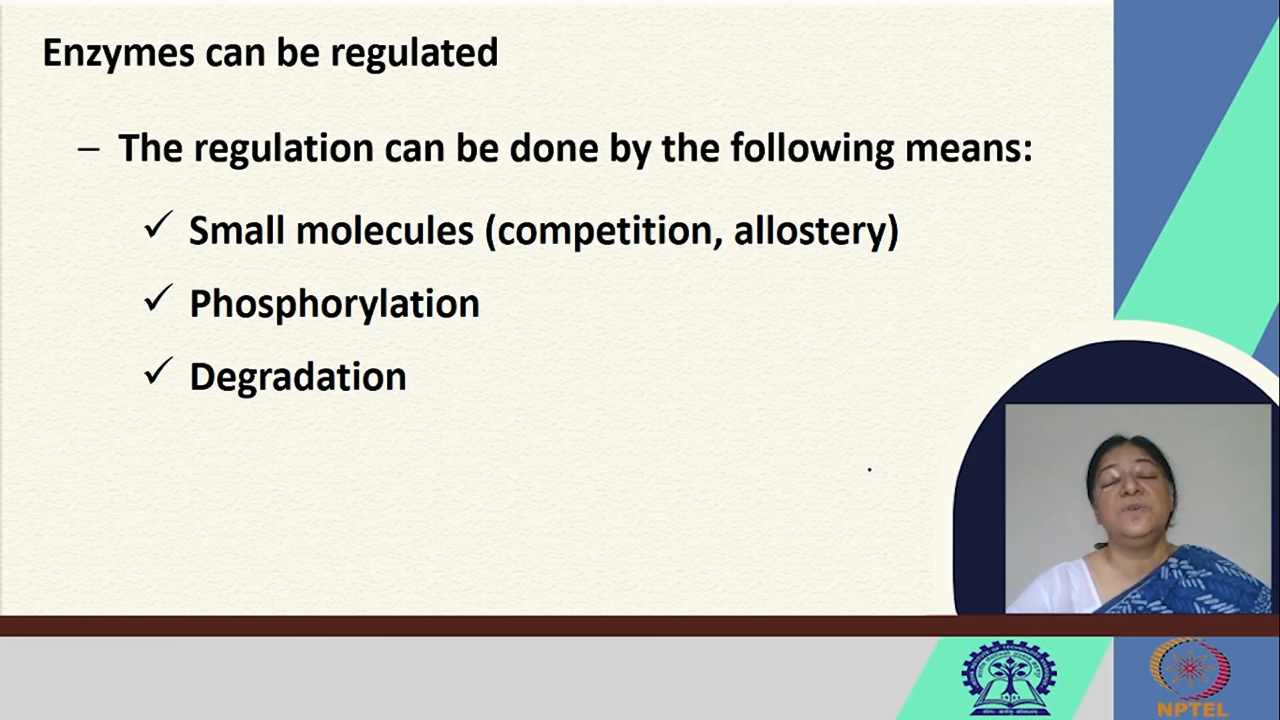 Enzymes can be regulated
– The regulation can be done by the following means:
✓ Small molecules (competition, allostery)
✓ Phosphorylation
✓ Degradation
NPTEL